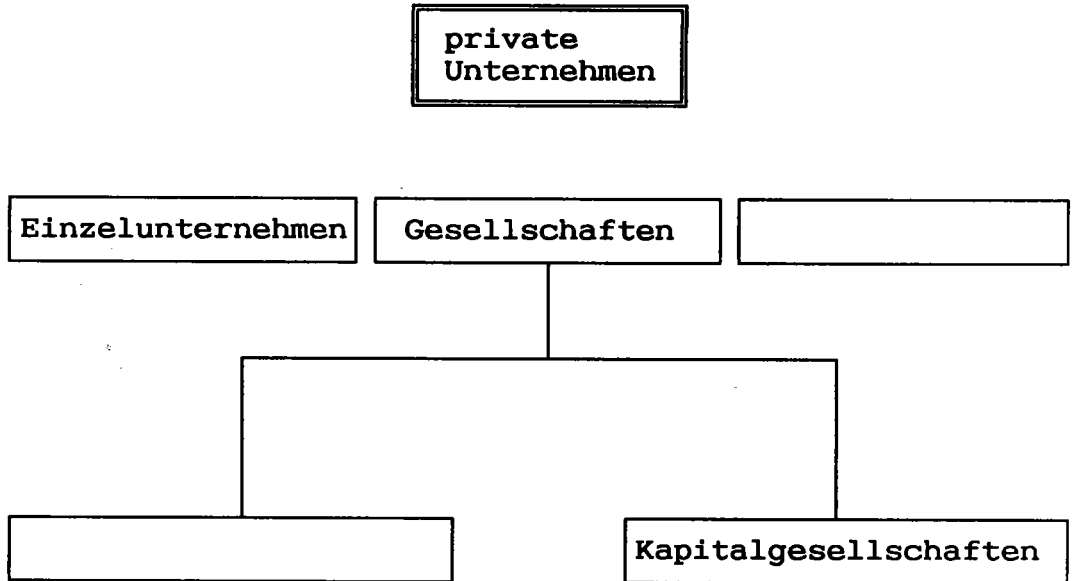 private
Unternehmen
Einzelunternehmen
Gesellschaften
Kapitalgesellschaften